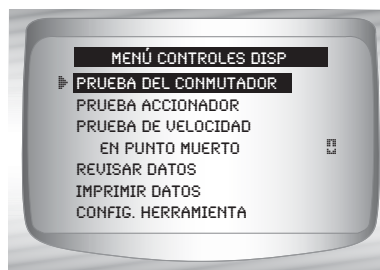 MENÚ CONTROLES DISP
PRUEBA DEL CONMUTADOR
PRUEBA ACCIONADOR
PRUEBA DE VELOCIDAD
EN PUNTO MUERTO
REVISAR DATOS
IMPRIMIR DATOS
CONFIG. HERRAMIENTA